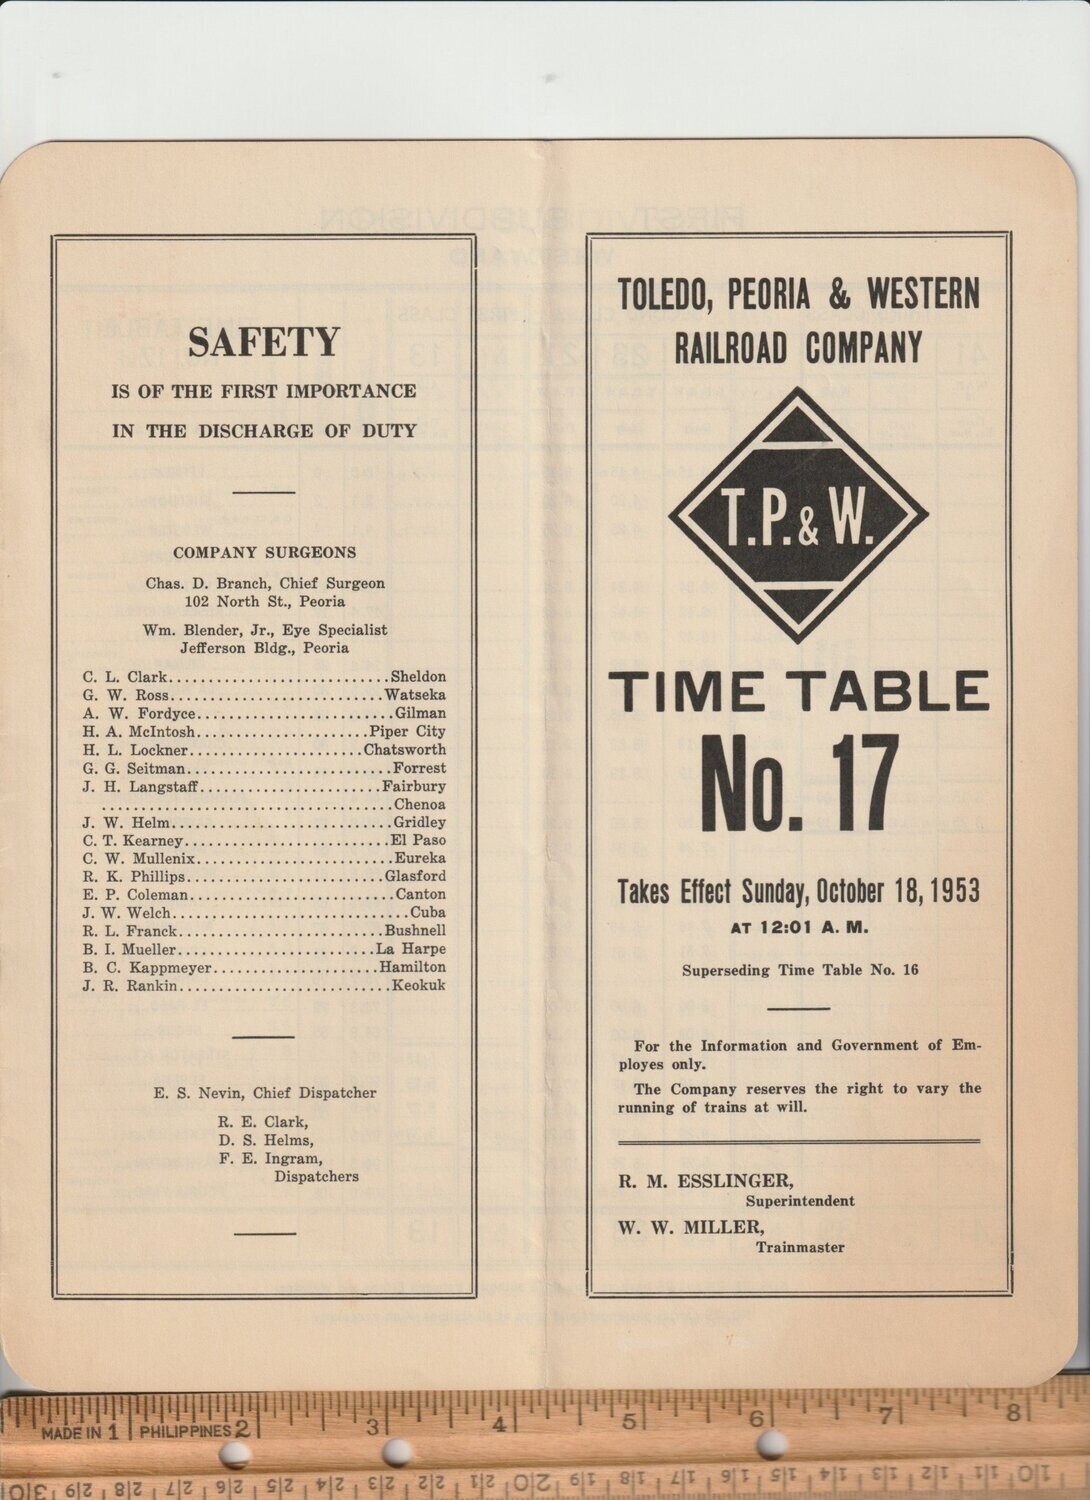 SAFETY
IS OF THE FIRST IMPORTANCE
IN THE DISCHARGE OF DUTY
COMPANY SURGEONS
Chas. D. Branch, Chief Surgeon
102 North St., Peoria
Wm. Blender, Jr., Eye Specialist
Jefferson Bldg., Peoria
C. L. Clark............................Sheldon
G. W. Ross...........................Watseka
A. W. Fordyce.........................Gilman
H. A. McIntosh.....................Piper City
H. L. Lockner......................Chatsworth
G. G. Seitman..........................Forrest
J. H. Langstaff.......................Fairbury
.....................................Chenoa
J. W. Helm............................Gridley
C. T. Kearney..........................El Paso
C. W. Mullenix.........................Eureka
R. K. Phillips.........................Glasford
E. P. Coleman..........................Canton
J. W. Welch..............................Cuba
R. L. Franck..........................Bushnell
B. I. Mueller.........................La Harpe
B. C. Kappmeyer.....................Hamilton
J. R. Rankin...........................Keokuk
E. S. Nevin, Chief Dispatcher
R. E. Clark,
D. S. Helms,
F. E. Ingram,
Dispatchers
TOLEDO, PEORIA & WESTERN
RAILROAD COMPANY
T.P.& W.
TIME TABLE
No. 17
Takes Effect Sunday, October 18, 1953
AT 12:01 A. M.
Superseding Time Table No. 16
For the Information and Government of Em-
ployes only.
The Company reserves the right to vary the
running of trains at will.
R. M. ESSLINGER,
Superintendent
W. W. MILLER,
Trainmaster
MADE IN 1 PHILIPPINES 2 3 4 5 6 7 8